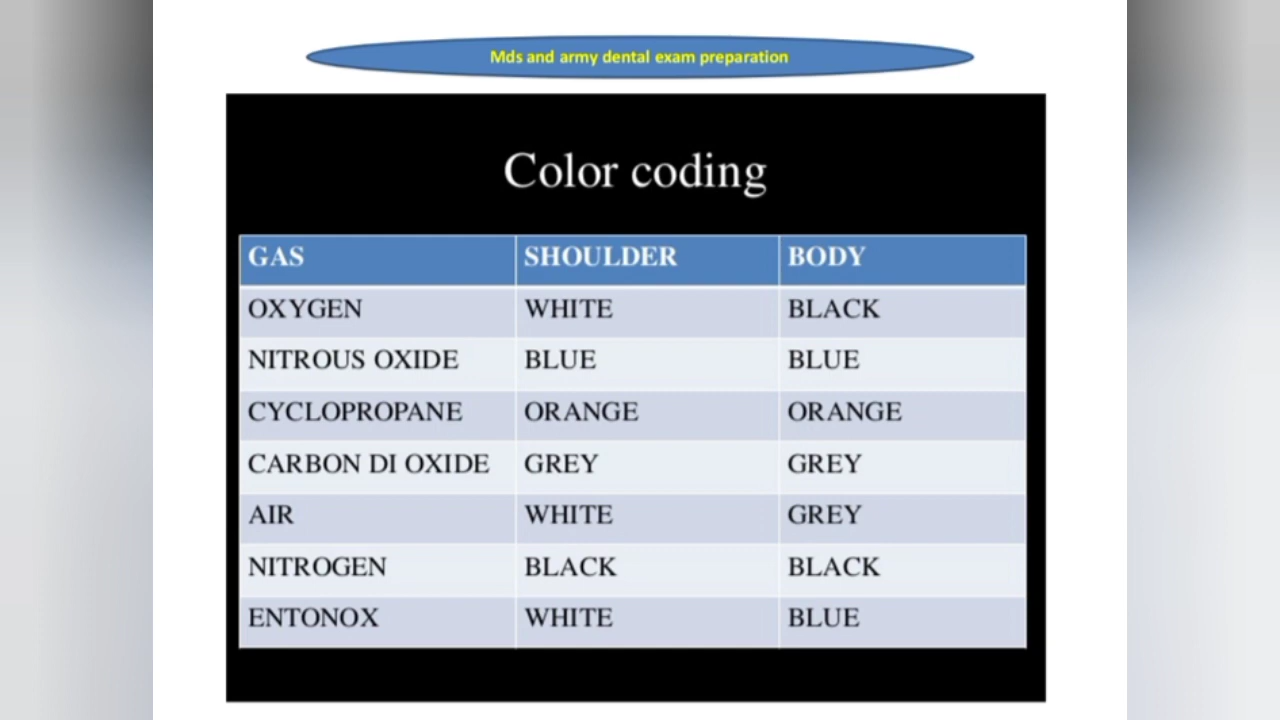 Mds and army dental exam preparation
Color coding
GAS SHOULDER BODY
OXYGEN WHITE BLACK
NITROUS OXIDE BLUE BLUE
CYCLOPROPANE ORANGE ORANGE
CARBON DI OXIDE GREY GREY
AIR WHITE GREY
NITROGEN BLACK BLACK
ENTONOX WHITE BLUE